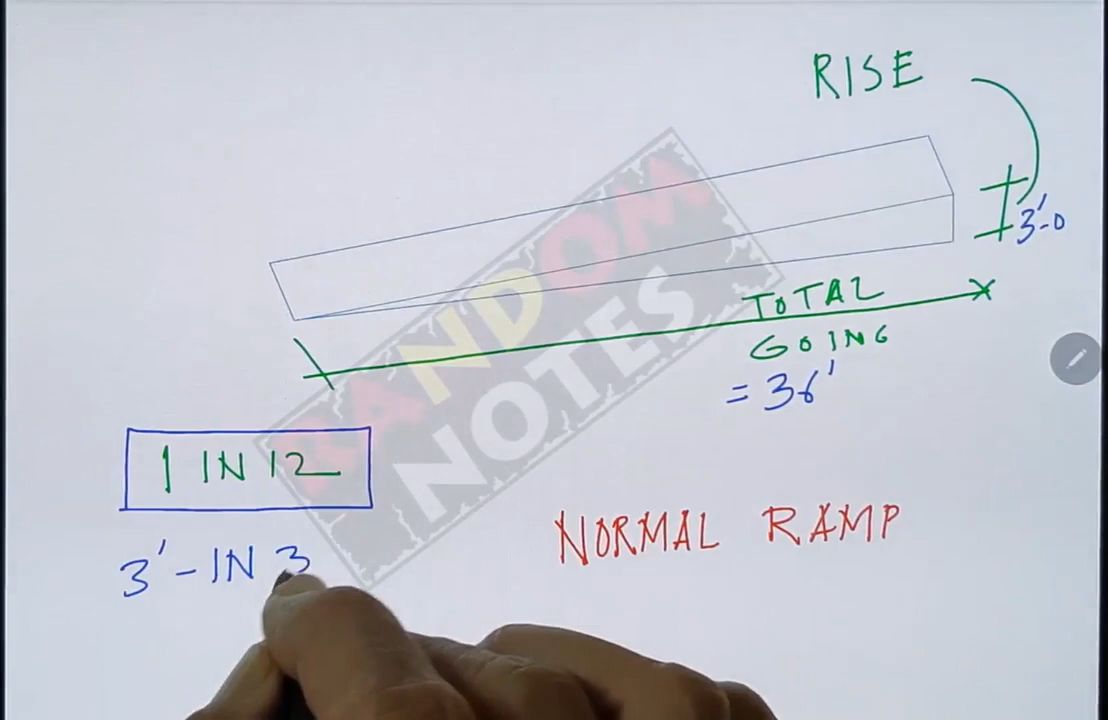 RISE
3'-0
TOTAL
GOING
= 36'
1 IN 12
3' - IN 3
NORMAL RAMP
RANDOM
NOTES